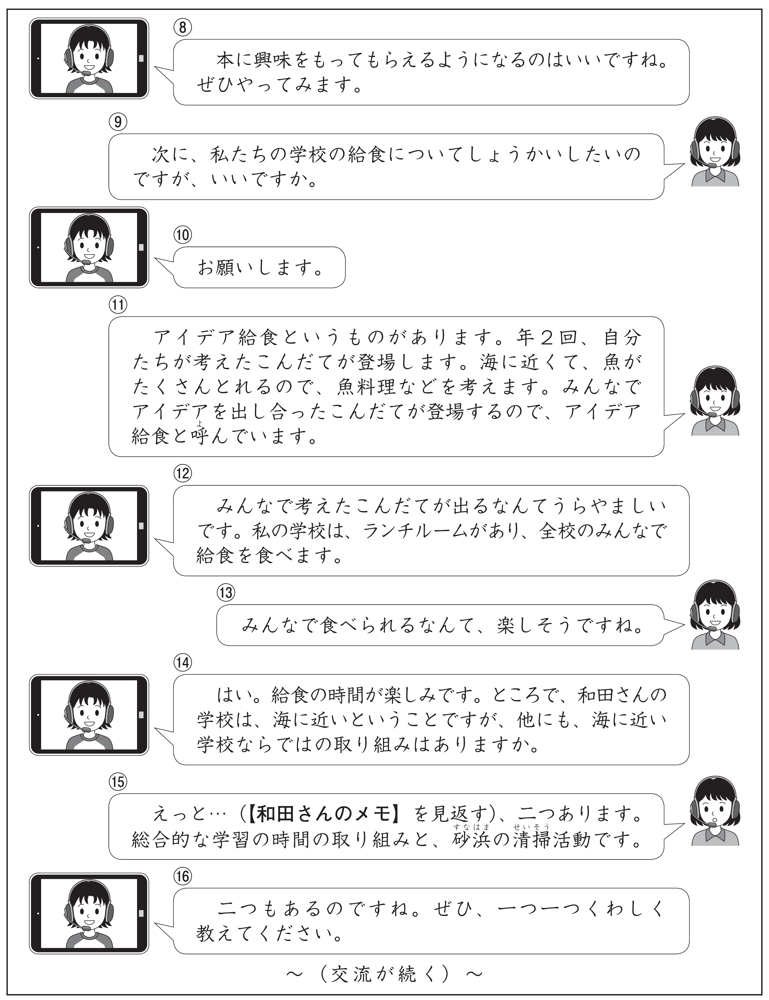 ⑧
本に興味をもってもらえるようになるのはいいですね。
ぜひやってみます。
⑨
次に、私たちの学校の給食についてしょうかいしたいの
ですが、いいですか。
⑩
お願いします。
⑪
アイデア給食というものがあります。年２回、自分
たちが考えたこんだてが登場します。海に近くて、魚が
たくさんとれるので、魚料理などを考えます。みんなで
アイデアを出し合ったこんだてが登場するので、アイデア
よ
給食と呼んでいます。
⑫
みんなで考えたこんだてが出るなんてうらやましい
です。私の学校は、ランチルームがあり、全校のみんなで
給食を食べます。
⑬
みんなで食べられるなんて、楽しそうですね。
⑭
はい。給食の時間が楽しみです。ところで、和田さんの
学校は、海に近いということですが、他にも、海に近い
学校ならではの取り組みはありますか。
⑮
えっと…（【和田さんのメモ】を見返す）、二つあります。
すなはま せいそう
総合的な学習の時間の取り組みと、砂浜の清掃活動です。
⑯
二つもあるのですね。ぜひ、一つ一つくわしく
教えてください。
～（交流が続く）～